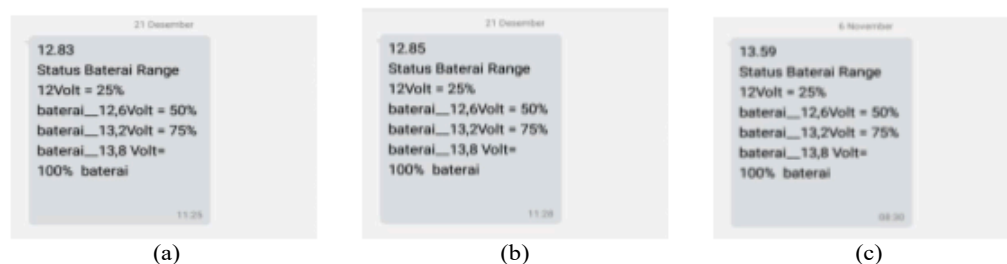 21 Desember
12.83
Status Baterai Range
12Volt = 25%
baterai__12,6Volt = 50%
baterai__13,2Volt = 75%
baterai__13,8 Volt=
100% baterai
11:25
(a)
21 Desember
12.85
Status Baterai Range
12Volt = 25%
baterai__12,6Volt = 50%
baterai__13,2Volt = 75%
baterai__13,8 Volt=
100% baterai
11:28
(b)
6 November
13.59
Status Baterai Range
12Volt = 25%
baterai__12,6Volt = 50%
baterai__13,2Volt = 75%
baterai__13,8 Volt=
100% baterai
08:30
(c)